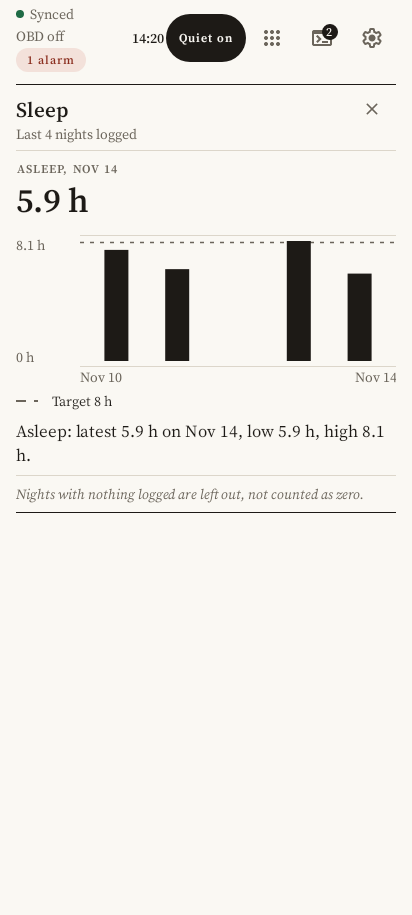 Synced
OBD off
1 alarm
14:20
Quiet on
2
Sleep
Last 4 nights logged
ASLEEP, NOV 14
5.9 h
8.1 h
0 h
Nov 10
Nov 14
Target 8 h
Asleep: latest 5.9 h on Nov 14, low 5.9 h, high 8.1
h.
Nights with nothing logged are left out, not counted as zero.